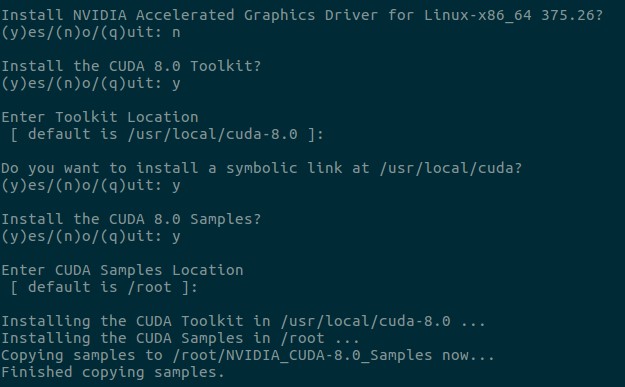 Install NVIDIA Accelerated Graphics Driver for Linux-x86_64 375.26?
(y)es/(n)o/(q)uit: n
Install the CUDA 8.0 Toolkit?
(y)es/(n)o/(q)uit: y
Enter Toolkit Location
[ default is /usr/local/cuda-8.0 ]:
Do you want to install a symbolic link at /usr/local/cuda?
(y)es/(n)o/(q)uit: y
Install the CUDA 8.0 Samples?
(y)es/(n)o/(q)uit: y
Enter CUDA Samples Location
[ default is /root ]:
Installing the CUDA Toolkit in /usr/local/cuda-8.0 ...
Installing the CUDA Samples in /root ...
Copying samples to /root/NVIDIA_CUDA-8.0_Samples now...
Finished copying samples.